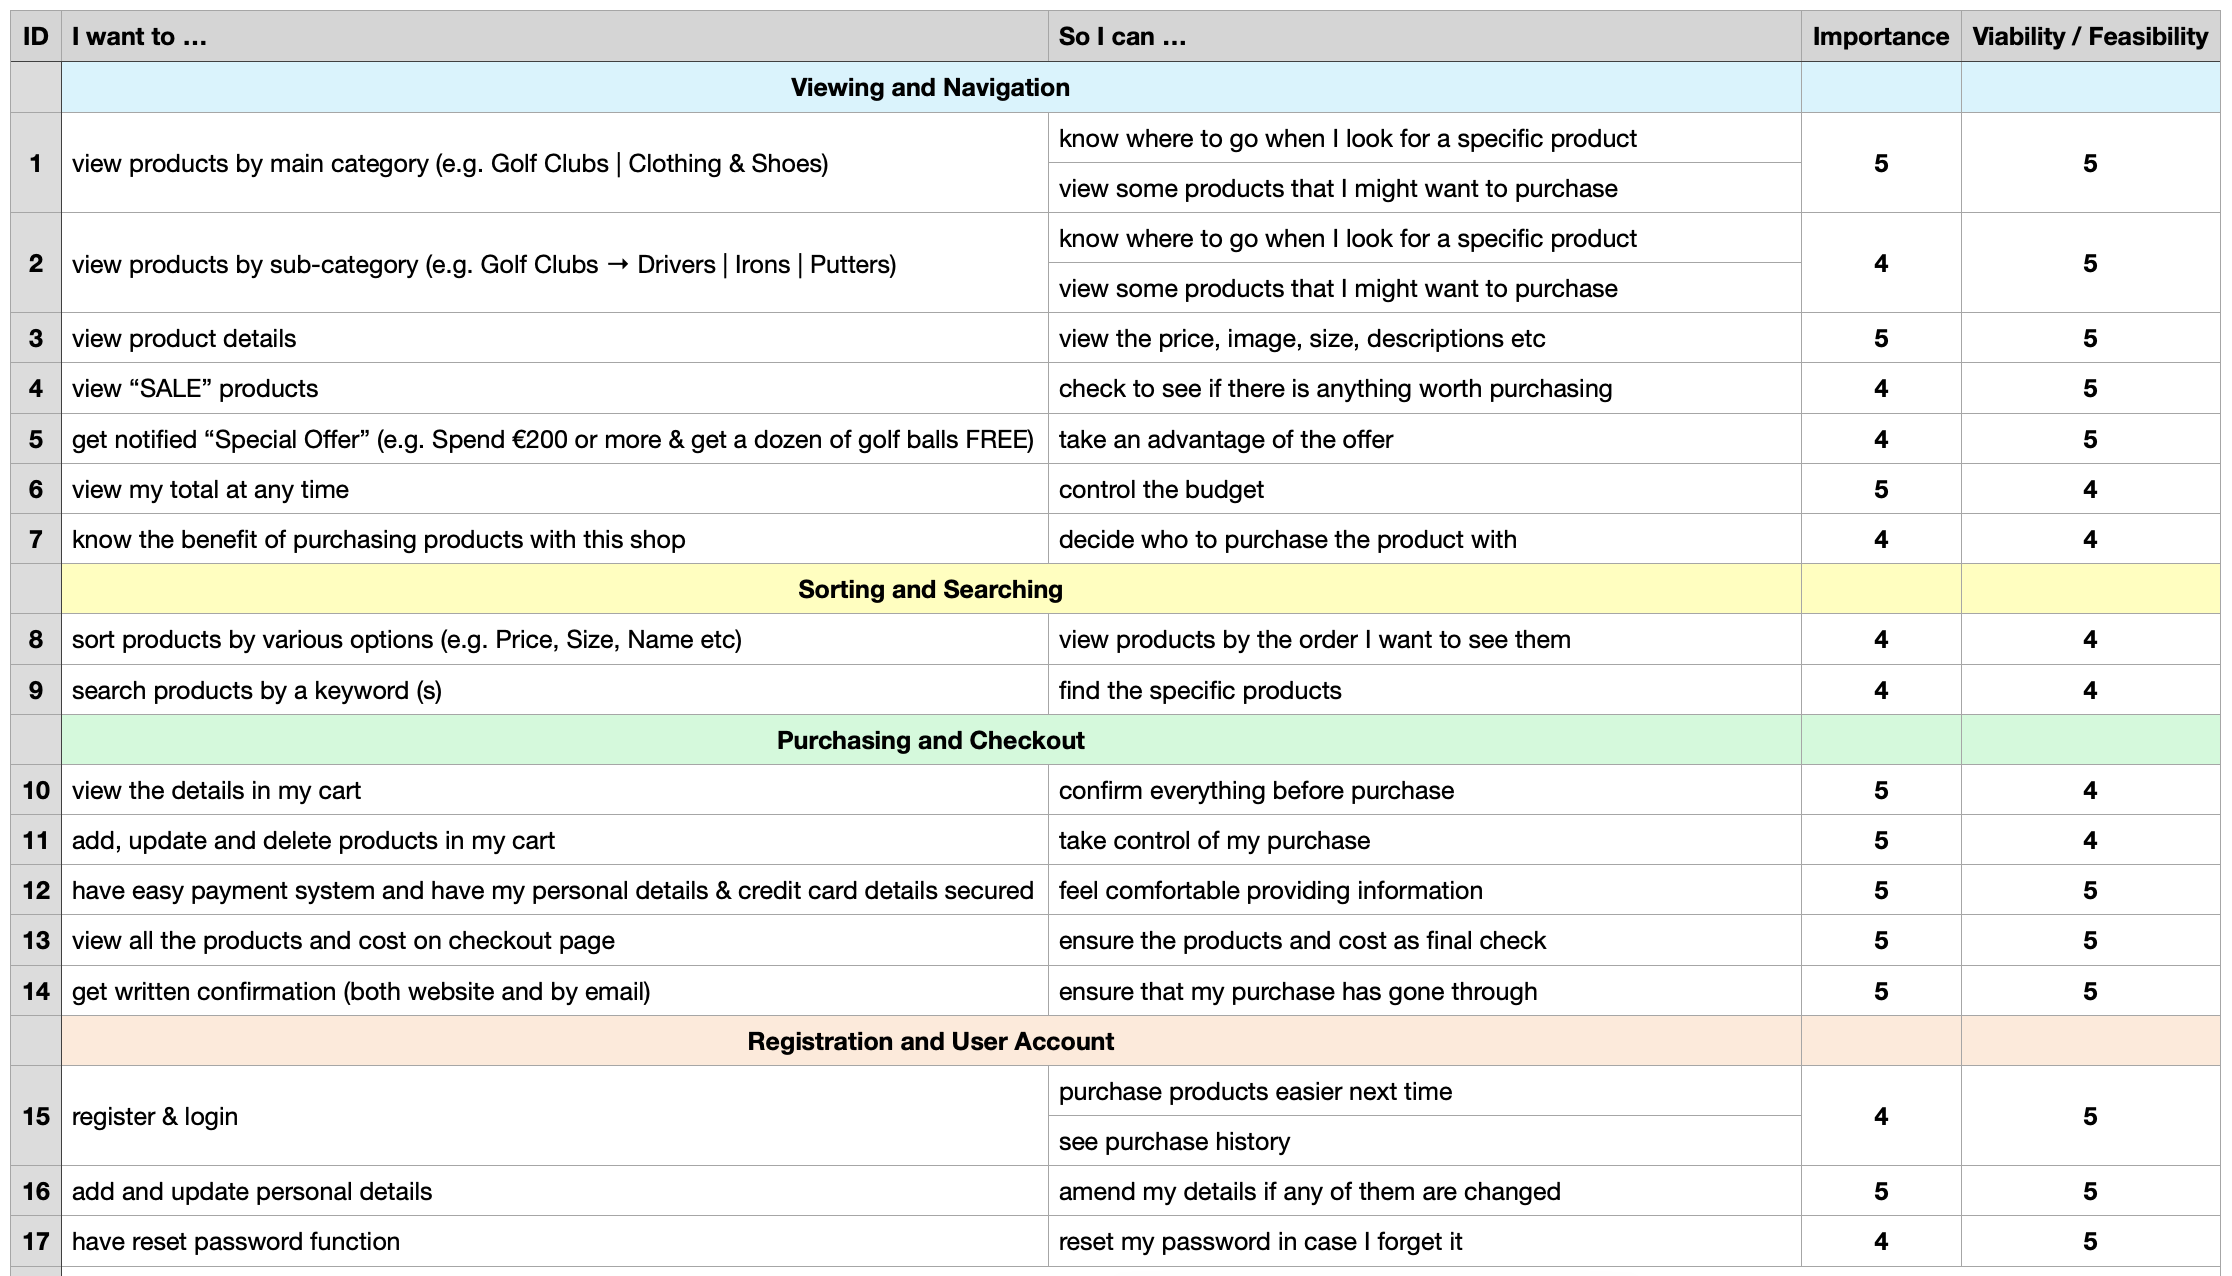 ID I want to … So I can … Importance Viability / Feasibility
Viewing and Navigation
1 view products by main category (e.g. Golf Clubs | Clothing & Shoes) know where to go when I look for a specific product 5 5
view some products that I might want to purchase
2 view products by sub-category (e.g. Golf Clubs → Drivers | Irons | Putters) know where to go when I look for a specific product 4 5
view some products that I might want to purchase
3 view product details view the price, image, size, descriptions etc 5 5
4 view “SALE” products check to see if there is anything worth purchasing 4 5
5 get notified “Special Offer” (e.g. Spend €200 or more & get a dozen of golf balls FREE) take an advantage of the offer 4 5
6 view my total at any time control the budget 5 4
7 know the benefit of purchasing products with this shop decide who to purchase the product with 4 4
Sorting and Searching
8 sort products by various options (e.g. Price, Size, Name etc) view products by the order I want to see them 4 4
9 search products by a keyword (s) find the specific products 4 4
Purchasing and Checkout
10 view the details in my cart confirm everything before purchase 5 4
11 add, update and delete products in my cart take control of my purchase 5 4
12 have easy payment system and have my personal details & credit card details secured feel comfortable providing information 5 5
13 view all the products and cost on checkout page ensure the products and cost as final check 5 5
14 get written confirmation (both website and by email) ensure that my purchase has gone through 5 5
Registration and User Account
15 register & login purchase products easier next time 4 5
see purchase history
16 add and update personal details amend my details if any of them are changed 5 5
17 have reset password function reset my password in case I forget it 4 5